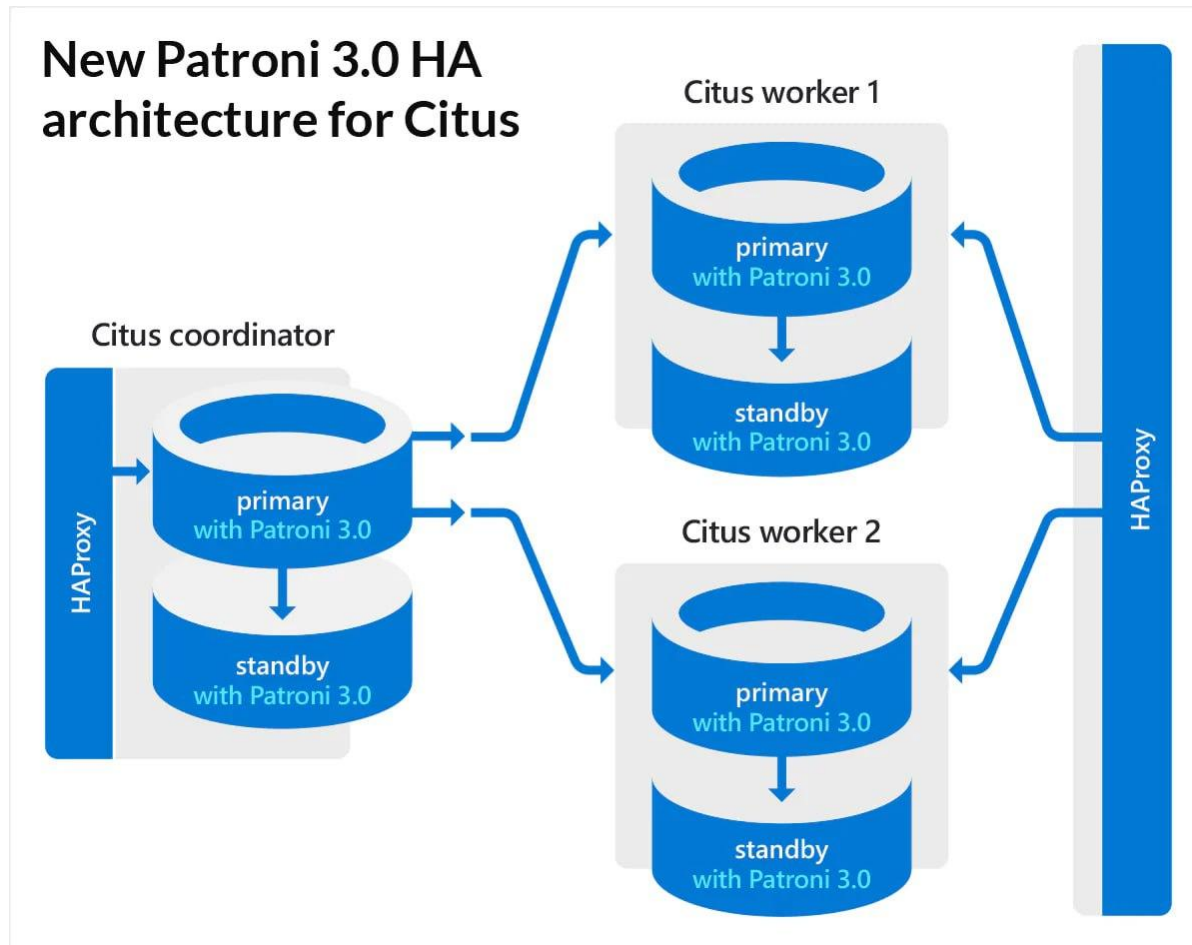 New Patroni 3.0 HA
architecture for Citus
Citus coordinator
HAProxy
primary
with Patroni 3.0
standby
with Patroni 3.0
Citus worker 1
primary
with Patroni 3.0
standby
with Patroni 3.0
Citus worker 2
primary
with Patroni 3.0
standby
with Patroni 3.0
HAProxy